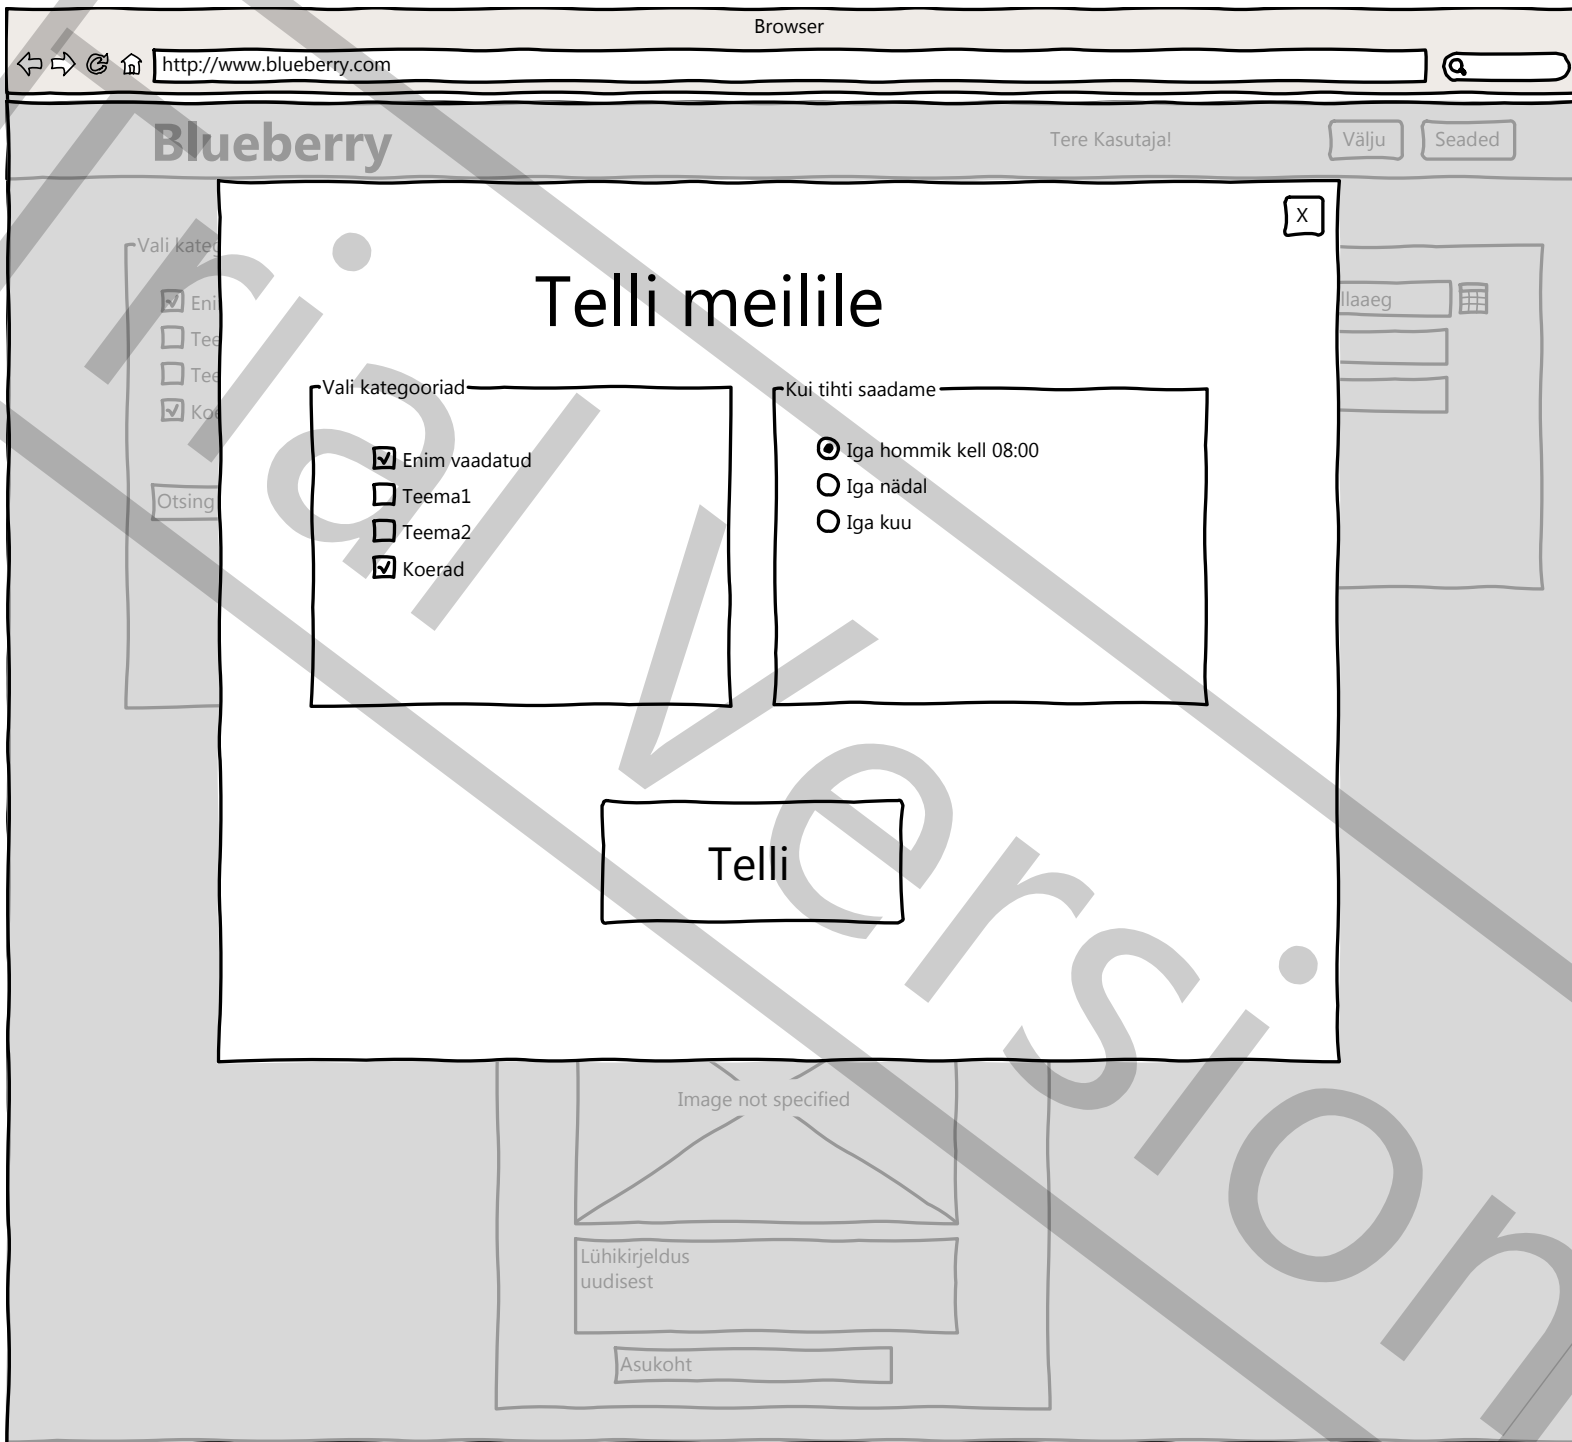 Browser
http://www.blueberry.com
Blueberry
Tere Kasutaja!
Välju
Seaded
X
Telli meilile
Vali kategooriad
Enim vaadatud
Teema1
Teema2
Koerad
Kui tihti saadame
Iga hommik kell 08:00
Iga nädal
Iga kuu
Telli
Vali
Otsing
Image not specified
Lühikirjeldus
uudisest
Asukoht
Trial Version